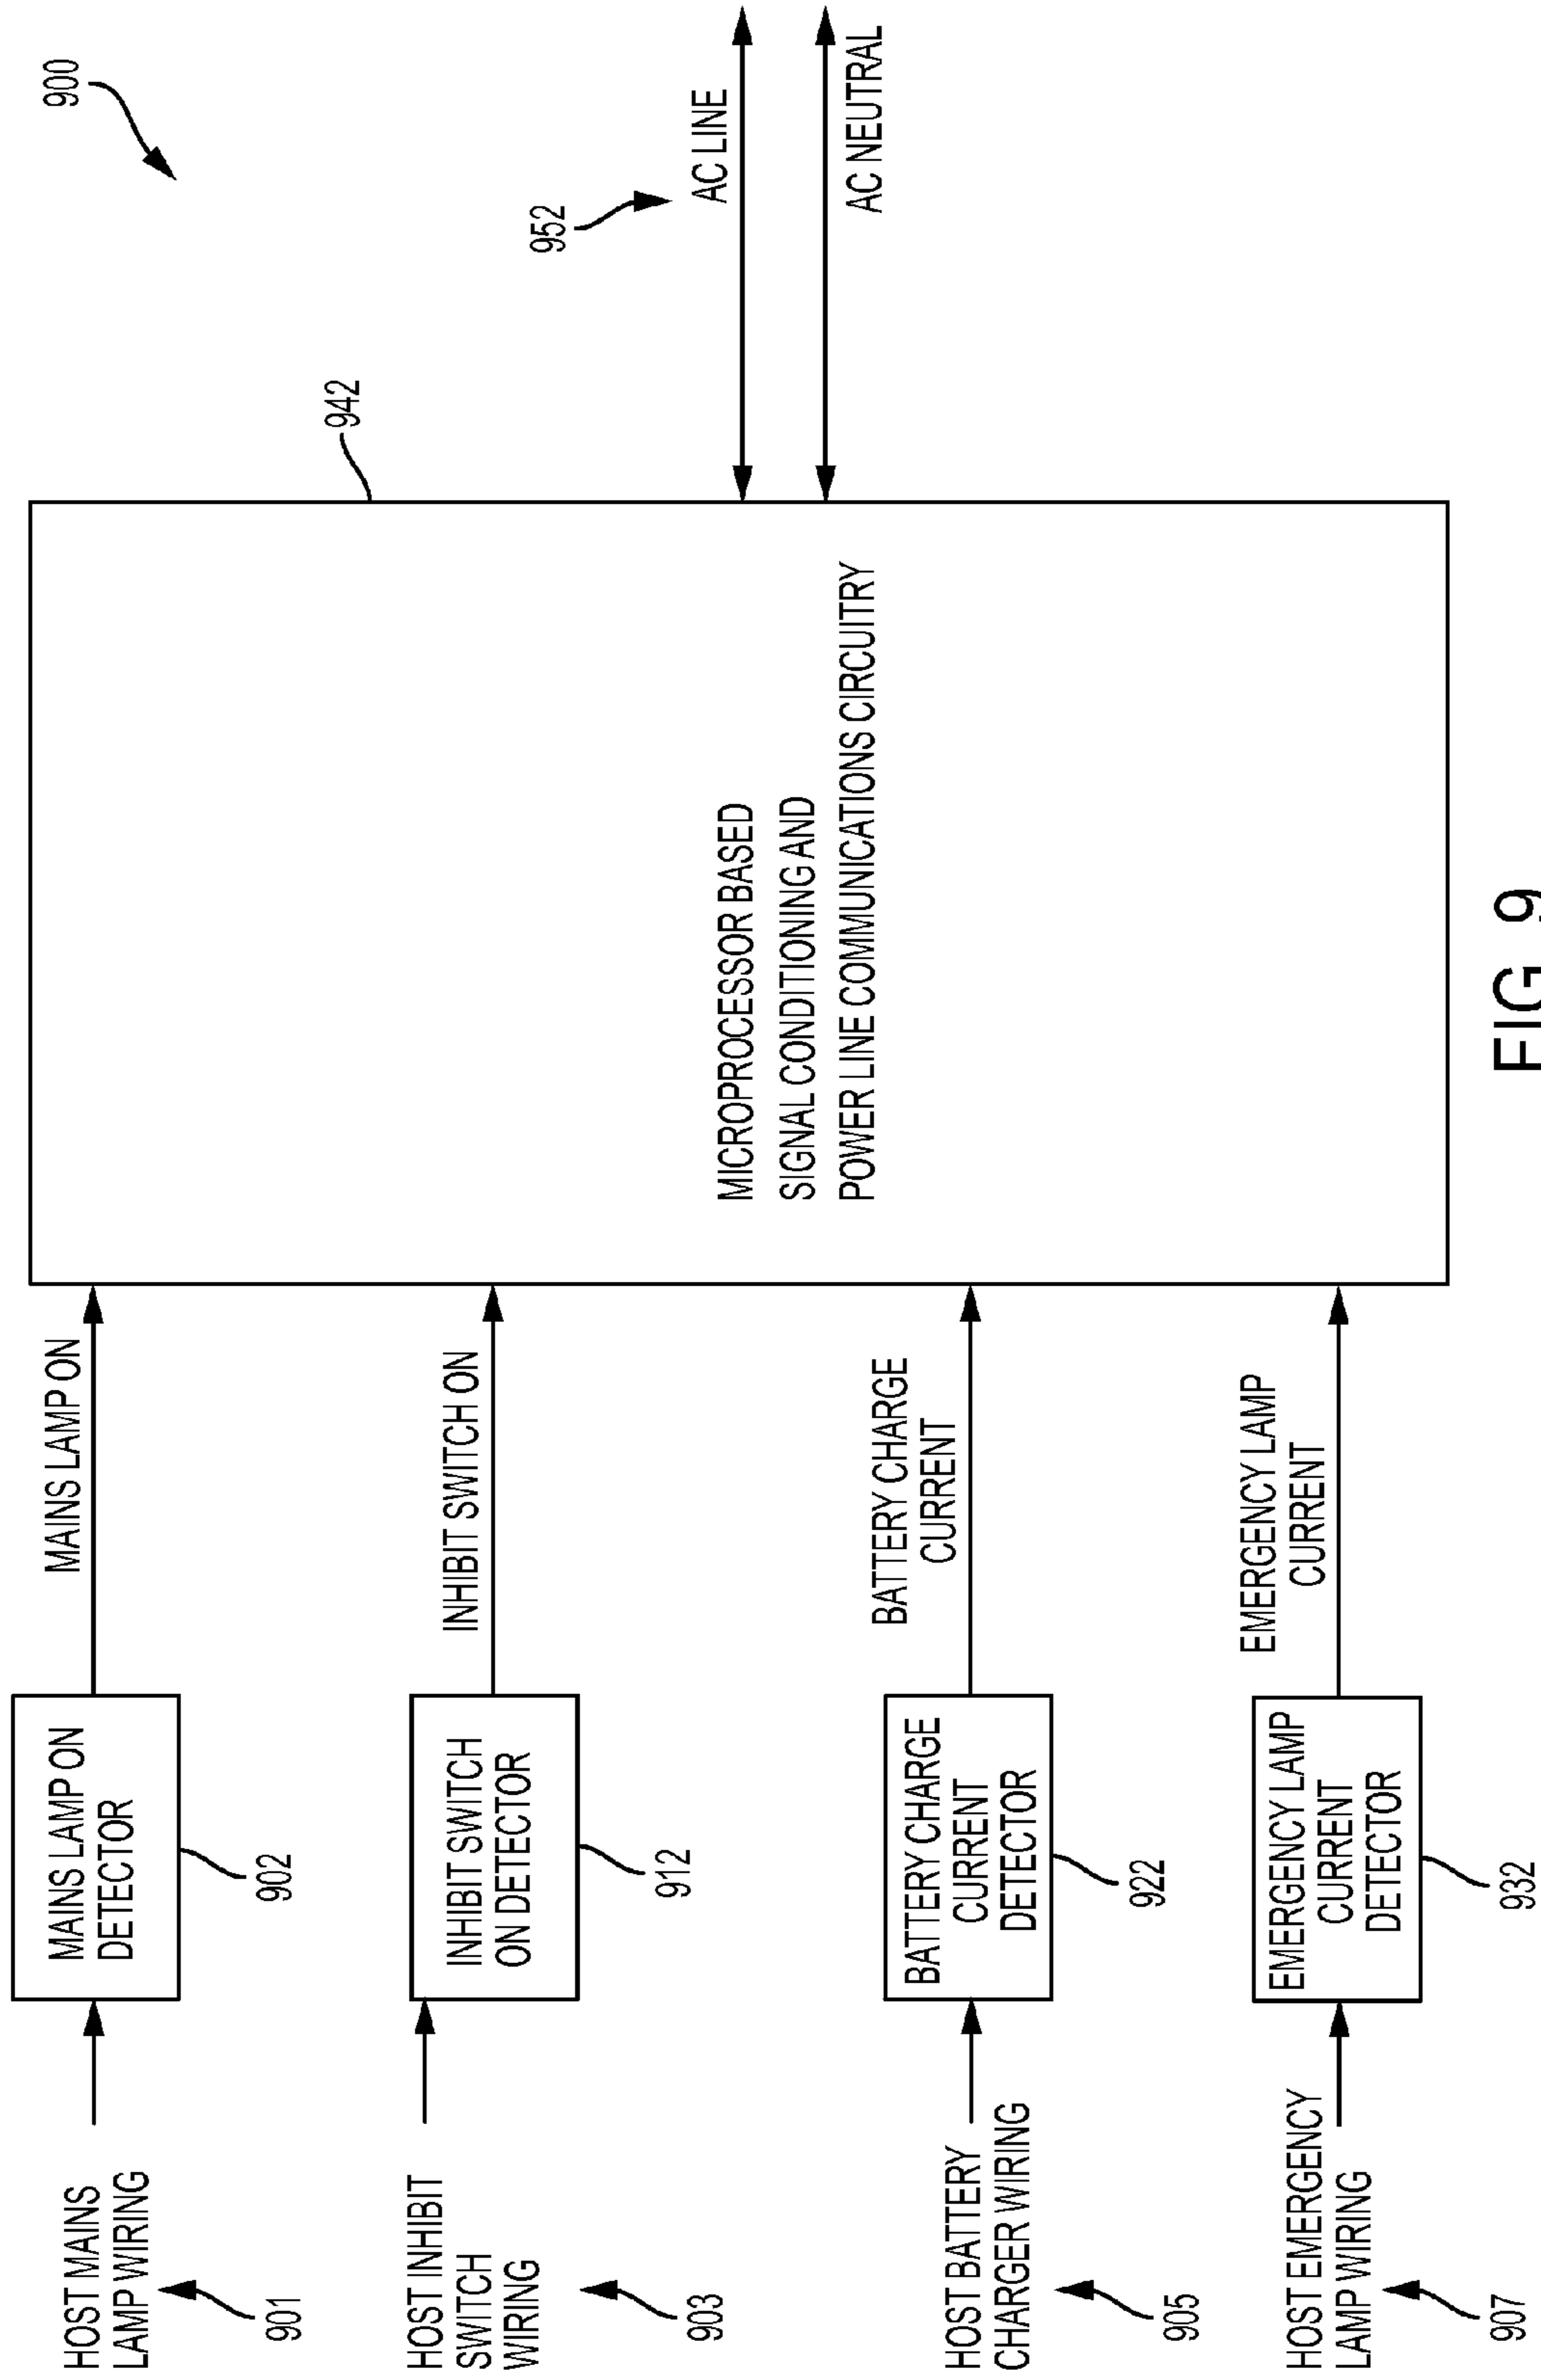 900
HOST MAINS
LAMP WIRING
901
MAINS LAMP ON
DETECTOR
902
MAINS LAMP ON
HOST INHIBIT
SWITCH
WIRING
903
INHIBIT SWITCH
ON DETECTOR
912
INHIBIT SWITCH ON
HOST BATTERY
CHARGER WIRING
905
BATTERY CHARGE
CURRENT
DETECTOR
922
BATTERY CHARGE
CURRENT
HOST EMERGENCY
LAMP WIRING
907
EMERGENCY LAMP
CURRENT
DETECTOR
932
EMERGENCY LAMP
CURRENT
942
MICROPROCESSOR BASED
SIGNAL CONDITIONING AND
POWER LINE COMMUNICATIONS CIRCUITRY
952
AC LINE
AC NEUTRAL
FIG. 9